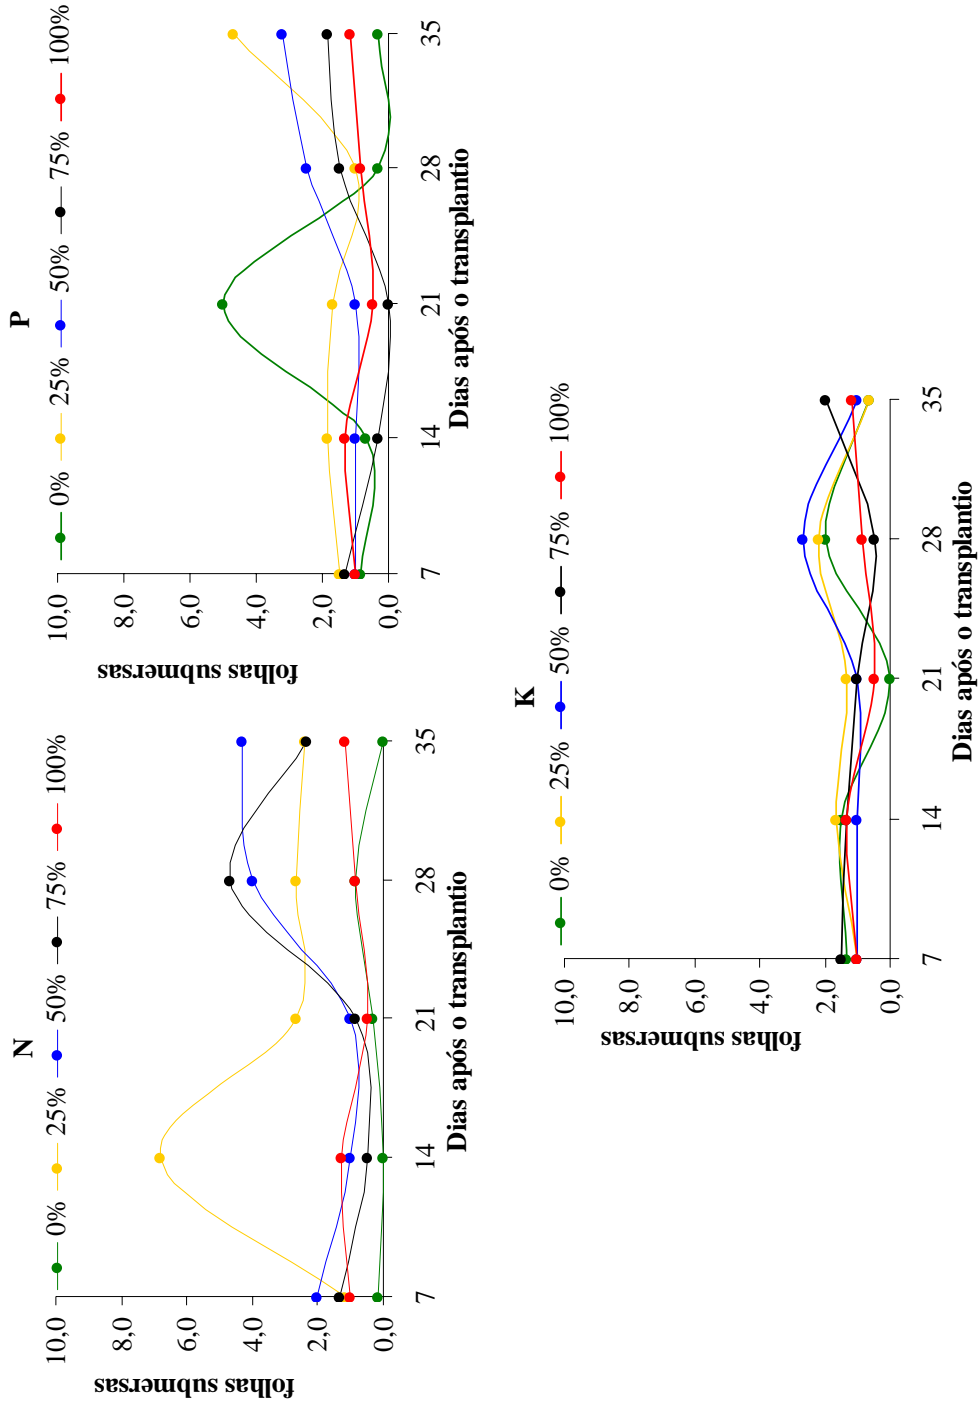 N
0% 25% 50% 75% 100%
10,0
8,0
6,0
4,0
2,0
0,0
folhas submersas
7 14 21 28 35
Dias após o transplantio
P
0% 25% 50% 75% 100%
10,0
8,0
6,0
4,0
2,0
0,0
folhas submersas
7 14 21 28 35
Dias após o transplantio
K
0% 25% 50% 75% 100%
10,0
8,0
6,0
4,0
2,0
0,0
folhas submersas
7 14 21 28 35
Dias após o transplantio